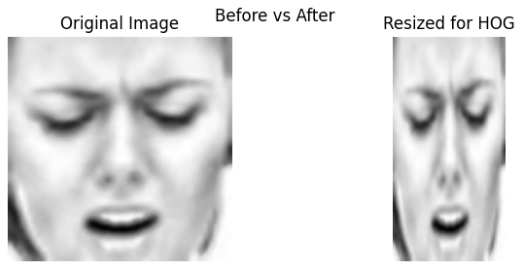 Before vs After
Original Image
Resized for HOG